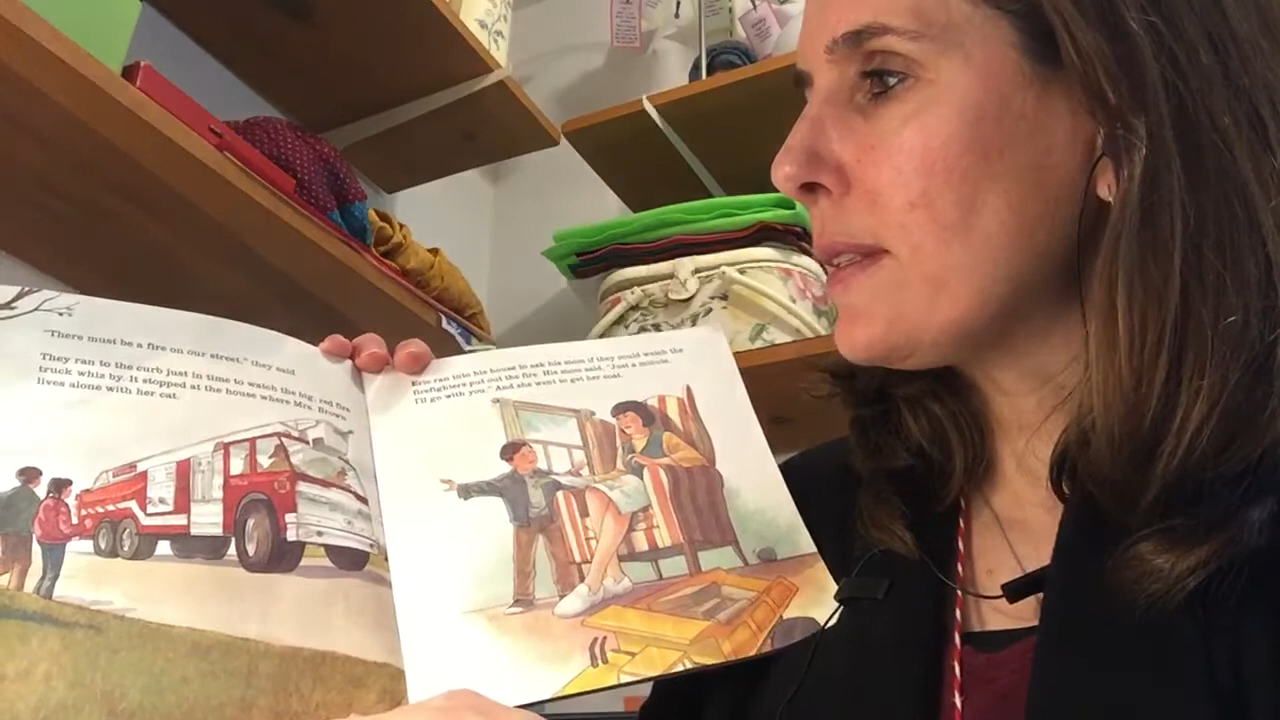 "There must be a fire on our street," they said.
They ran to the curb just in time to watch the big, red fire
truck whiz by. It stopped at the house where Mrs. Brown
lives alone with her cat.
Eric ran into his house to ask his mom if they could watch the
firefighters put out the fire. His mom said, "Just a minute,
I'll go with you." And she went to get her coat.